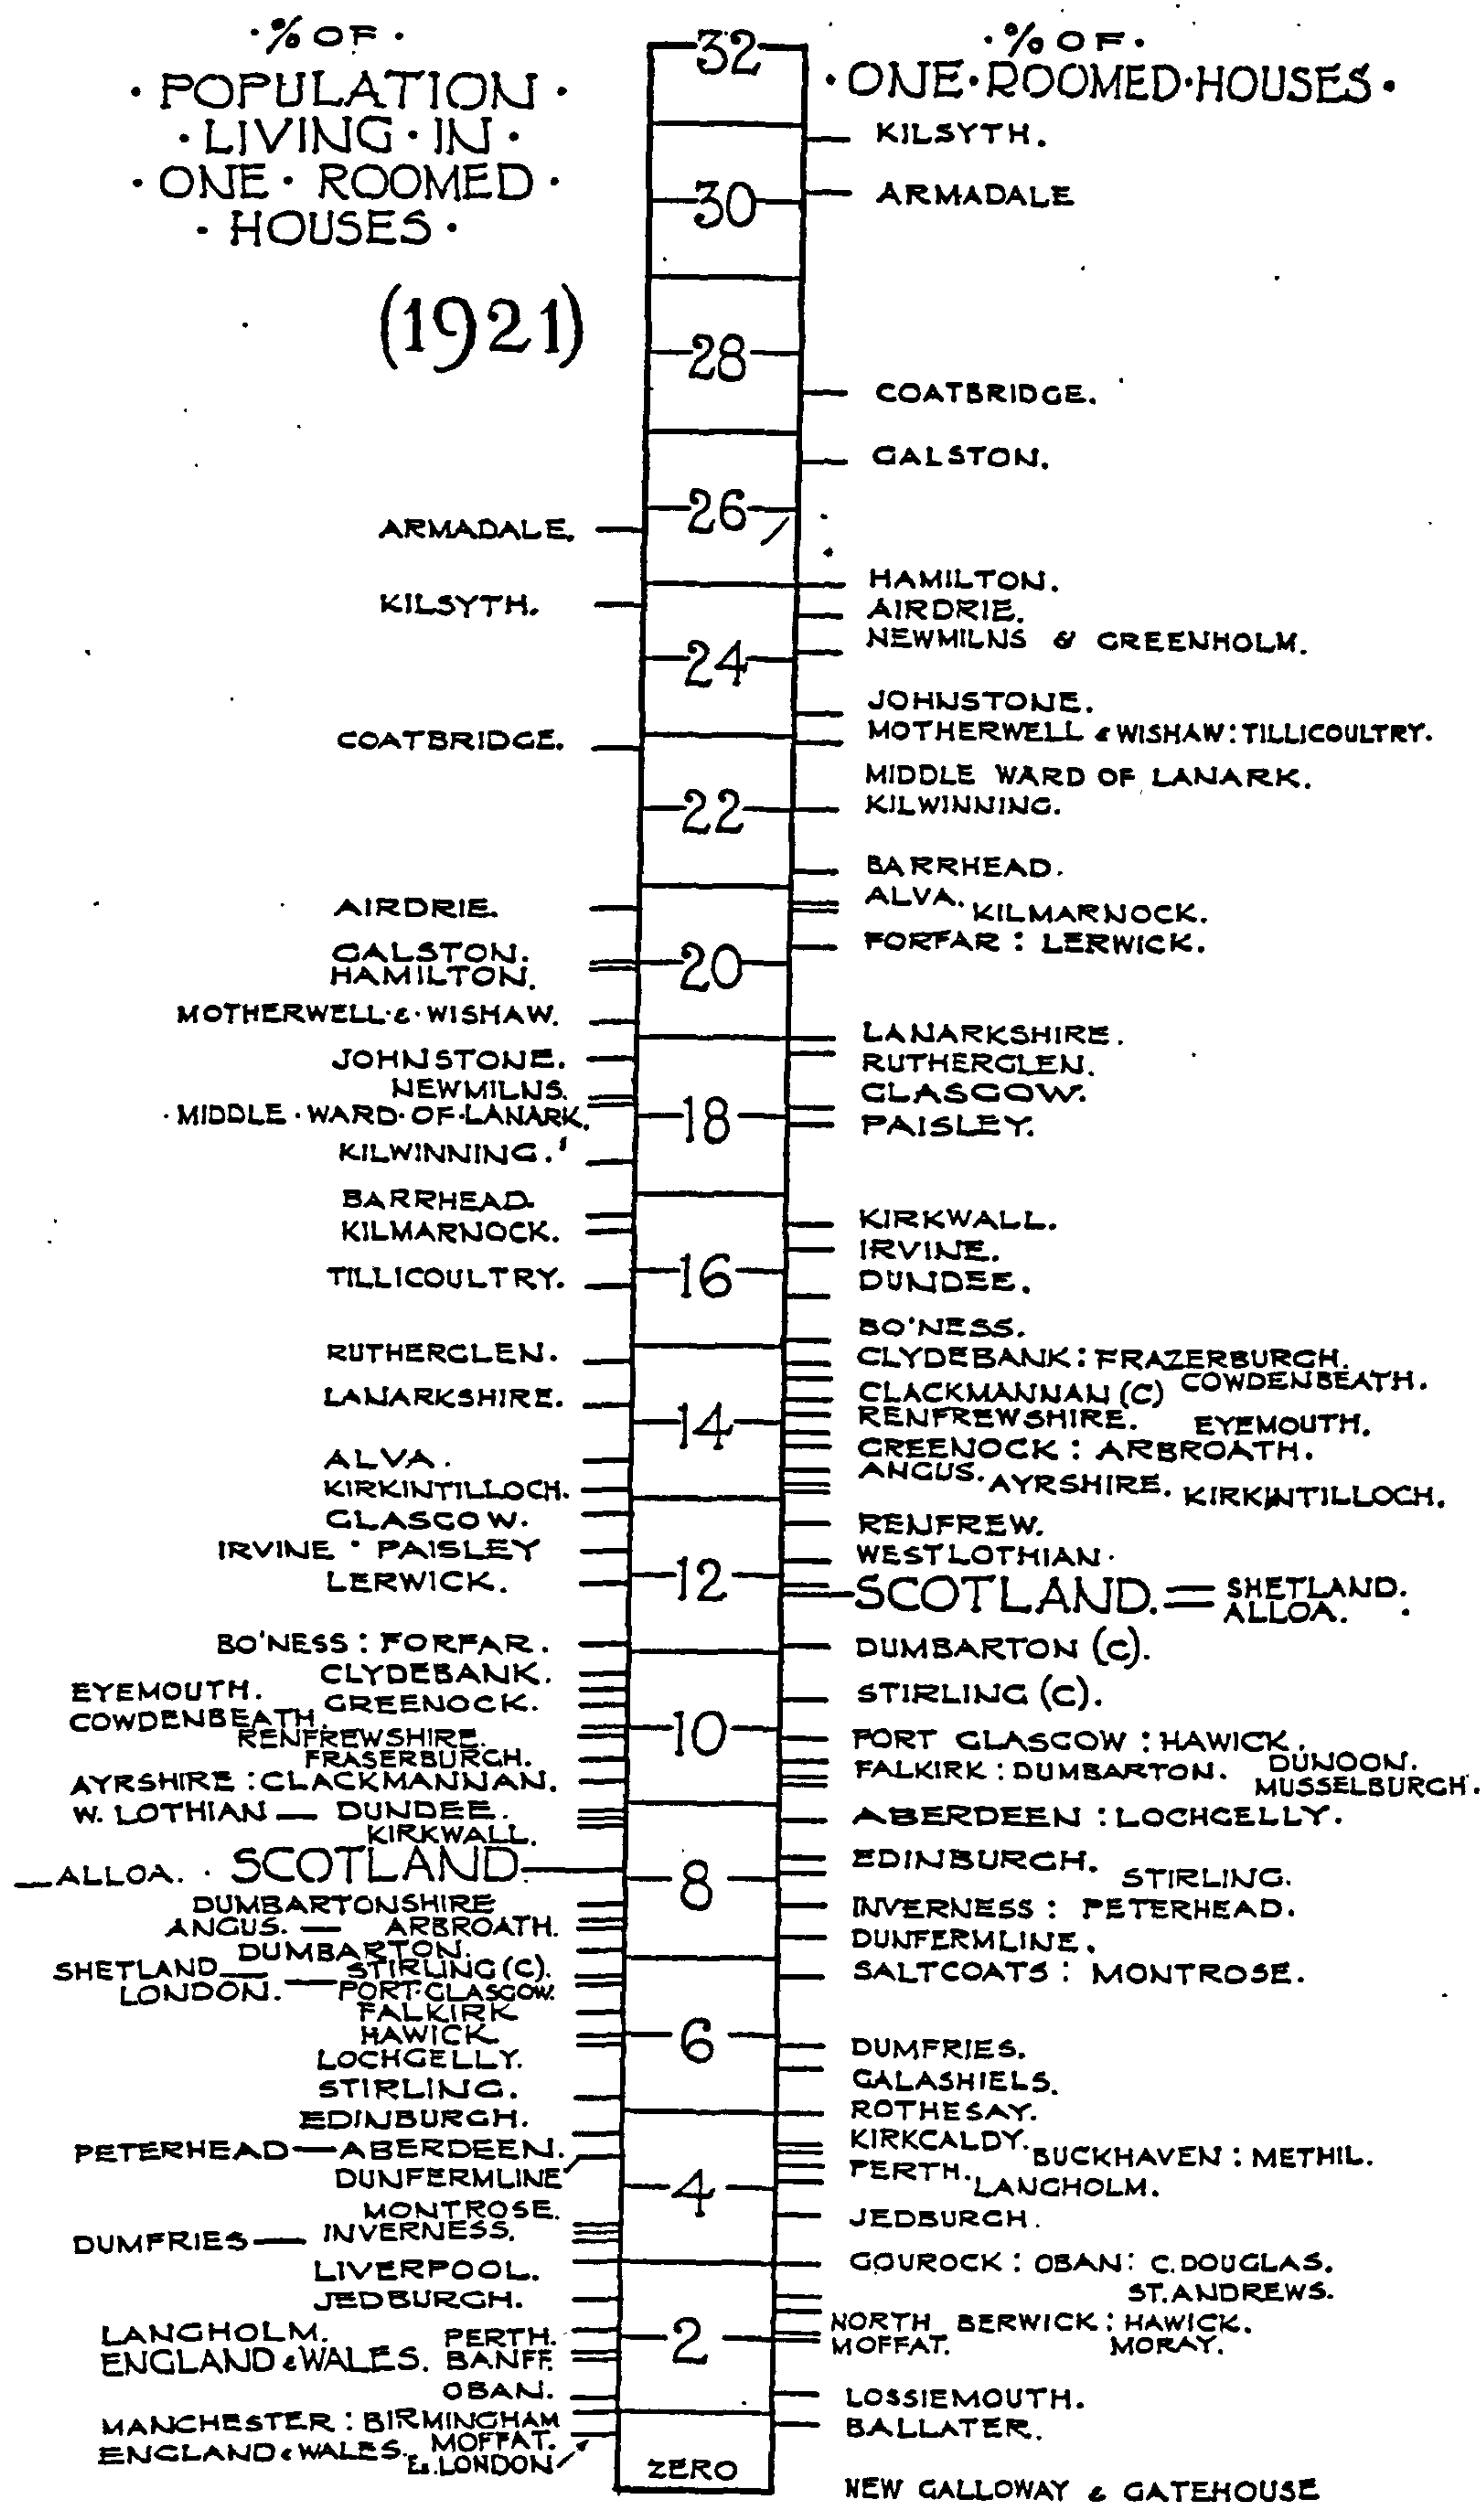 · % OF ·
· POPULATION ·
· LIVING · IN ·
· ONE · ROOMED ·
· HOUSES ·
(1921)
ARMADALE.
KILSYTH.
COATBRIDGE.
AIRDRIE.
GALSTON.
HAMILTON.
MOTHERWELL · & · WISHAW.
JOHNSTONE.
NEWMILNS.
· MIDDLE · WARD · OF · LANARK.
KILWINNING.
BARRHEAD.
KILMARNOCK.
TILLICOULTRY.
RUTHERGLEN.
LANARKSHIRE.
ALVA.
KIRKINTILLOCH.
GLASGOW.
IRVINE · PAISLEY
LERWICK.
BO'NESS : FORFAR.
CLYDEBANK.
EYEMOUTH. GREENOCK.
COWDENBEATH.
RENFREWSHIRE.
FRASERBURGH.
AYRSHIRE : CLACKMANNAN.
W. LOTHIAN — DUNDEE.
KIRKWALL.
— ALLOA. · SCOTLAND
DUMBARTONSHIRE
ANGUS. — ARBROATH.
DUMBARTON.
SHETLAND — STIRLING (C).
LONDON. — PORT. GLASGOW.
FALKIRK
HAWICK.
LOCHGELLY.
STIRLING.
EDINBURGH.
PETERHEAD — ABERDEEN.
DUNFERMLINE
MONTROSE.
DUMFRIES — INVERNESS.
LIVERPOOL.
JEDBURGH.
LANGHOLM. PERTH.
ENGLAND & WALES. BANFF.
OBAN.
MANCHESTER : BIRMINGHAM
ENGLAND & WALES. MOFFAT.
& LONDON
32
30
28
26
24
22
20
18
16
14
12
10
8
6
4
2
ZERO
· % OF ·
· ONE · ROOMED · HOUSES ·
KILSYTH.
ARMADALE
COATBRIDGE.
GALSTON.
HAMILTON.
AIRDRIE.
NEWMILNS & GREENHOLM.
JOHNSTONE.
MOTHERWELL & WISHAW : TILLICOULTRY.
MIDDLE WARD OF LANARK.
KILWINNING.
BARRHEAD.
ALVA. KILMARNOCK.
FORFAR : LERWICK.
LANARKSHIRE.
RUTHERGLEN.
GLASGOW.
PAISLEY.
KIRKWALL.
IRVINE.
DUNDEE.
BO'NESS.
CLYDEBANK : FRAZERBURGH.
CLACKMANNAN (C) COWDENBEATH.
RENFREWSHIRE. EYEMOUTH.
GREENOCK : ARBROATH.
ANGUS. AYRSHIRE. KIRKINTILLOCH.
RENFREW.
WESTLOTHIAN.
SCOTLAND. = SHETLAND.
ALLOA.
DUMBARTON (C).
STIRLING (C).
PORT GLASGOW : HAWICK.
FALKIRK : DUMBARTON. DUNOON.
MUSSELBURGH.
ABERDEEN : LOCHGELLY.
EDINBURGH. STIRLING.
INVERNESS : PETERHEAD.
DUNFERMLINE.
SALTCOATS : MONTROSE.
DUMFRIES.
GALASHIELS.
ROTHESAY.
KIRKCALDY. BUCKHAVEN : METHIL.
PERTH. LANGHOLM.
JEDBURGH.
GOUROCK : OBAN : C. DOUGLAS.
ST. ANDREWS.
NORTH BERWICK : HAWICK.
MOFFAT. MORAY.
LOSSIEMOUTH.
BALLATER.
NEW GALLOWAY & GATEHOUSE